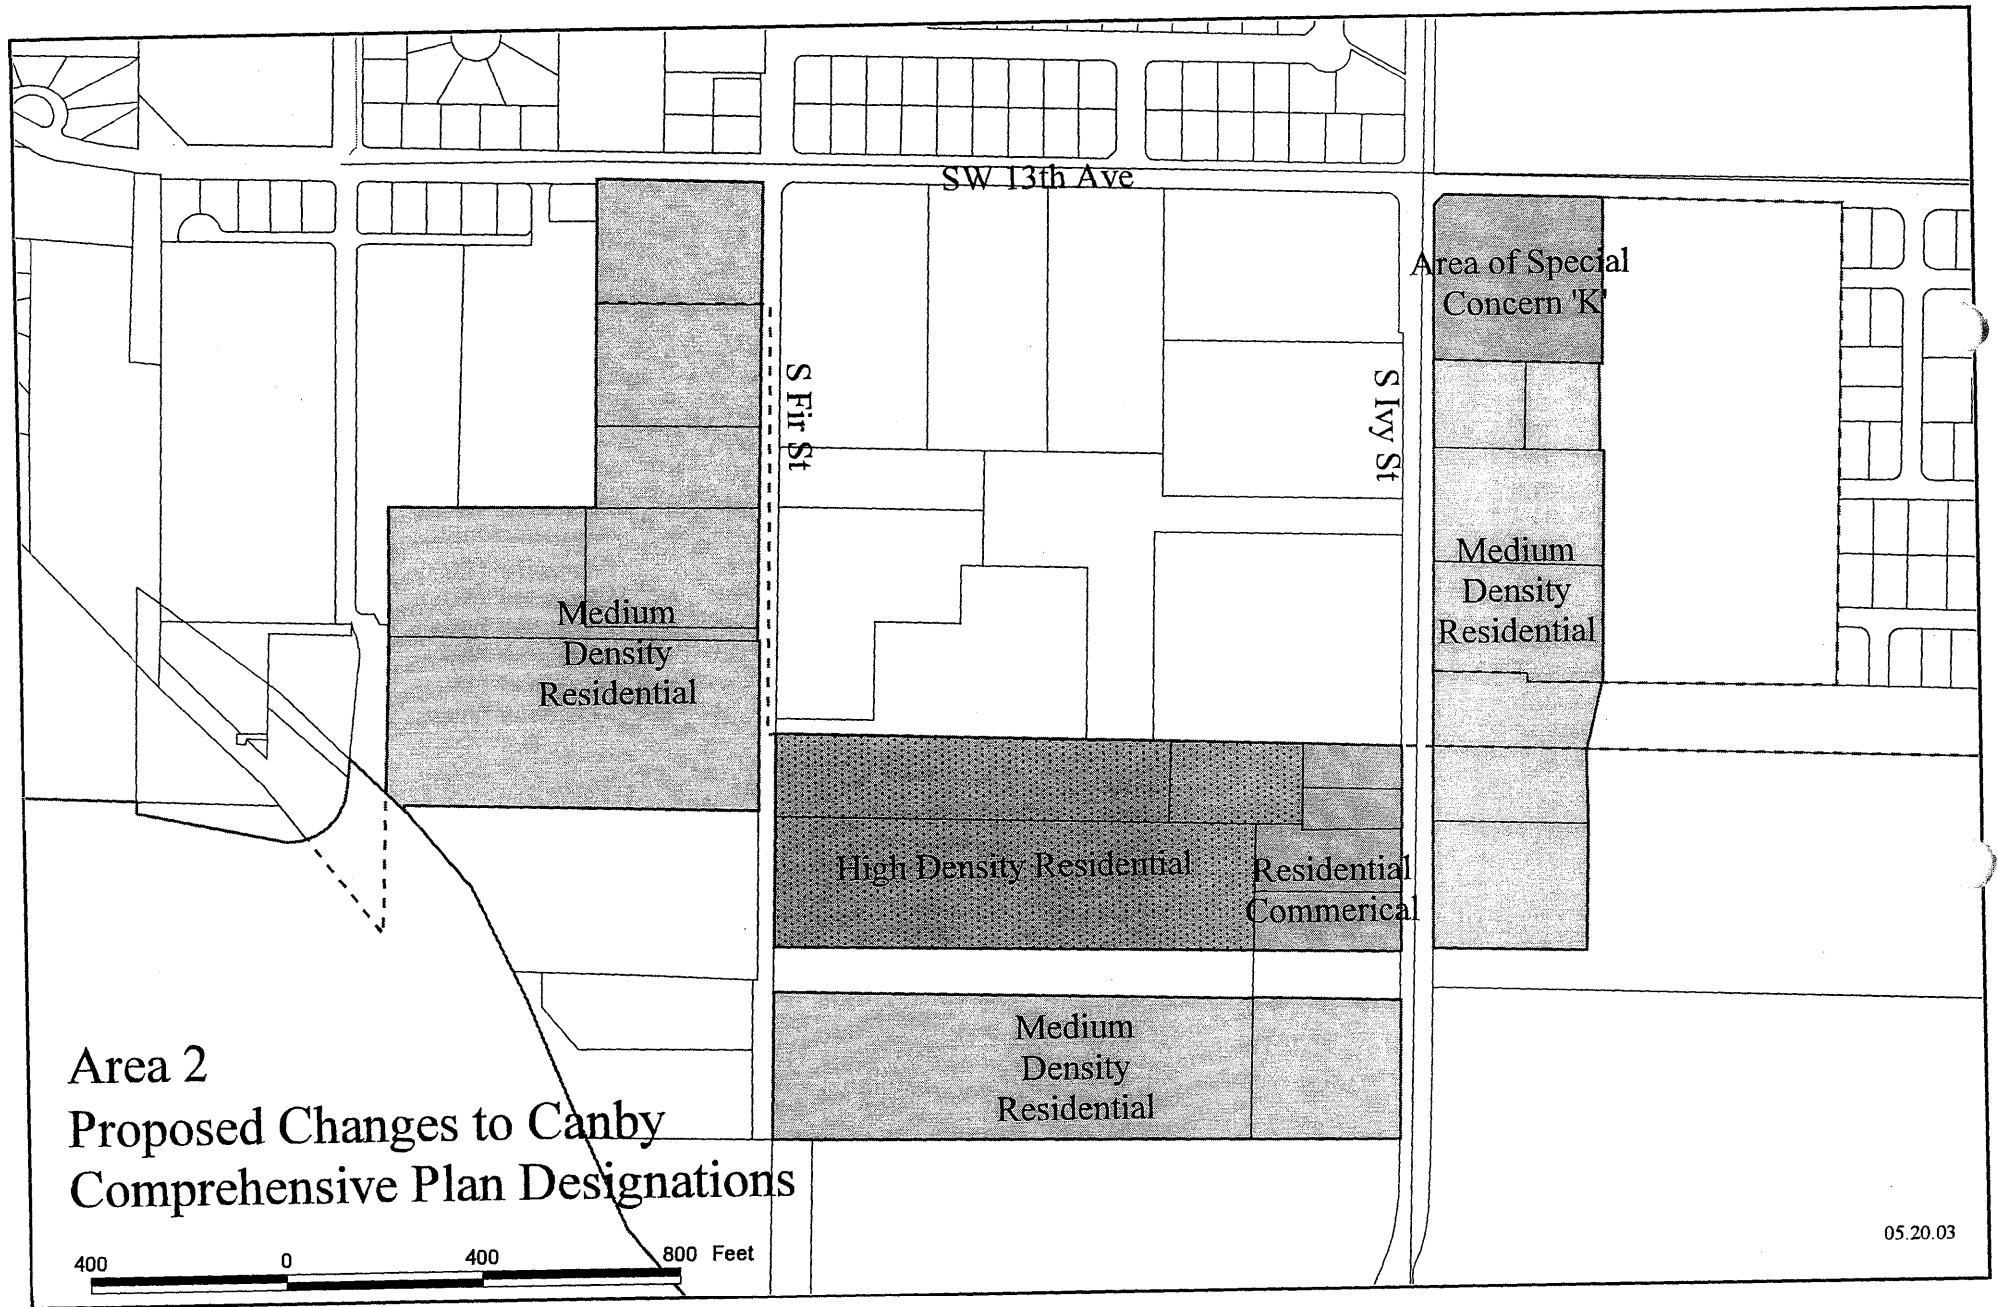 SW 13th Ave
Area of Special
Concern 'K'
S Fir St
S Ivy St
Medium
Density
Residential
Medium
Density
Residential
High Density Residential
Residential
Commerical
Medium
Density
Residential
Area 2
Proposed Changes to Canby
Comprehensive Plan Designations
400 0 400 800 Feet
05.20.03